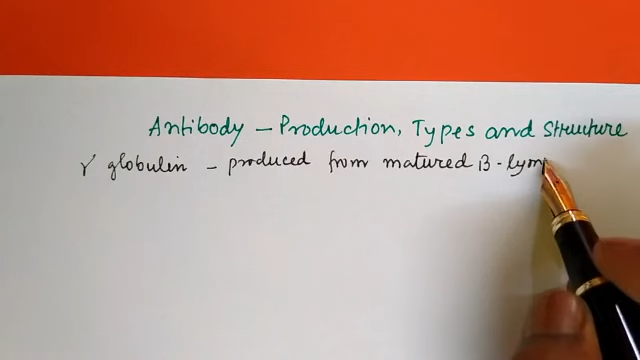 Antibody – Production, Types and Structure
γ globulin – produced from matured B-lym